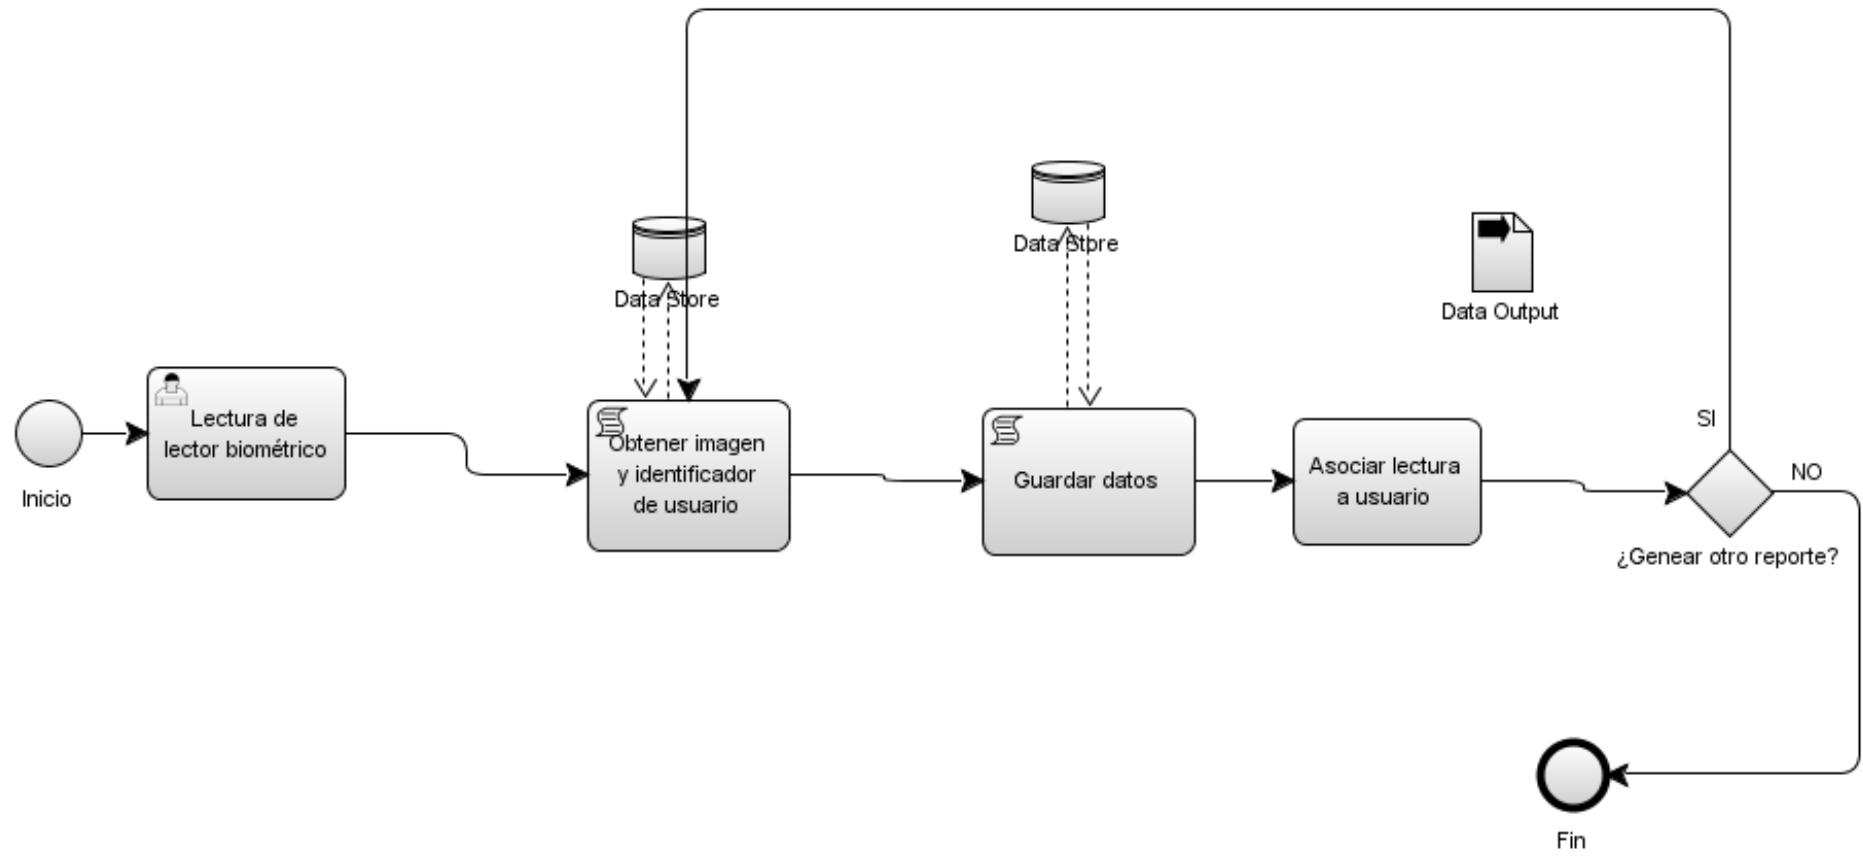 Data Store
Data Store
Data Output
Inicio
Lectura de
lector biométrico
Obtener imagen
y identificador
de usuario
Guardar datos
Asociar lectura
a usuario
SI
NO
¿Genear otro reporte?
Fin